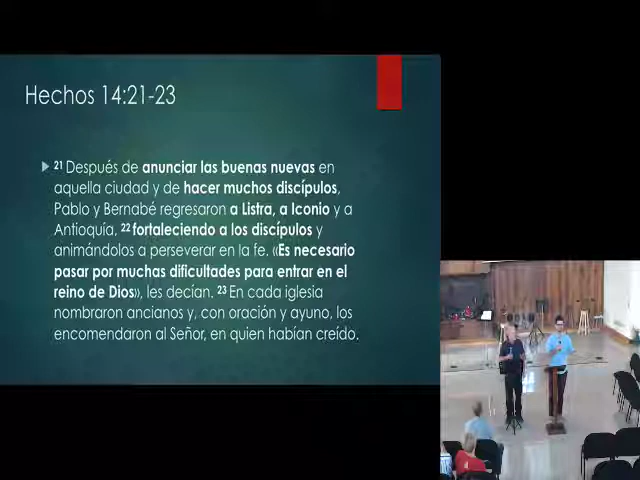 Hechos 14:21-23
21 Después de anunciar las buenas nuevas en
aquella ciudad y de hacer muchos discípulos,
Pablo y Bernabé regresaron a Listra, a Iconio y a
Antioquía, 22 fortaleciendo a los discípulos y
animándolos a perseverar en la fe. «Es necesario
pasar por muchas dificultades para entrar en el
reino de Dios», les decían. 23 En cada iglesia
nombraron ancianos y, con oración y ayuno, los
encomendaron al Señor, en quien habían creído.